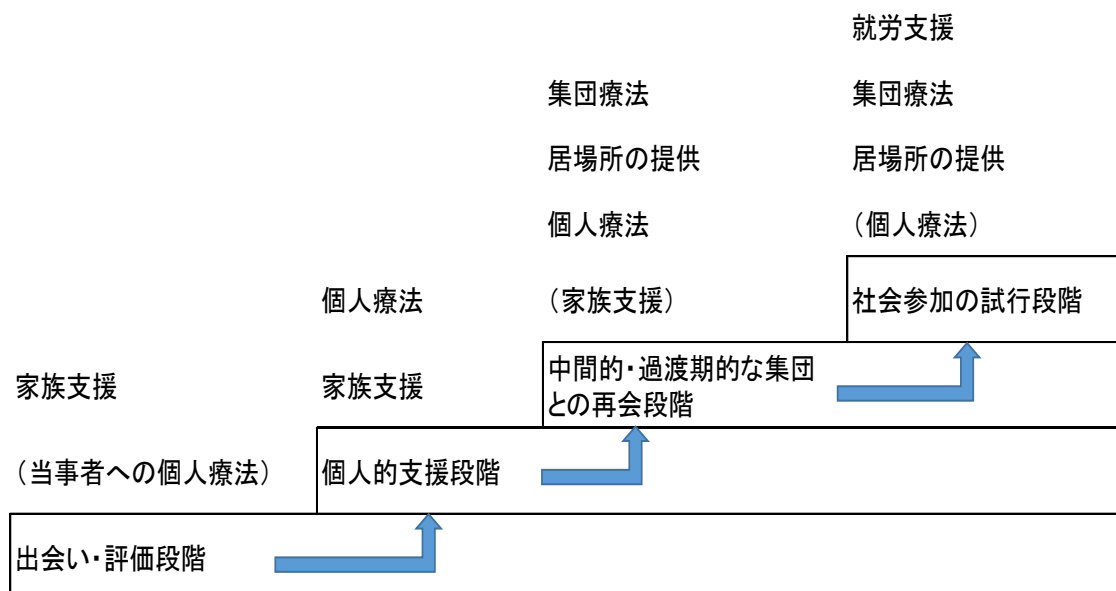 就労支援
集団療法
集団療法
居場所の提供
居場所の提供
個人療法
（個人療法）
個人療法
（家族支援）
社会参加の試行段階
家族支援
家族支援
中間的・過渡期的な集団
との再会段階
（当事者への個人療法）
個人的支援段階
出会い・評価段階